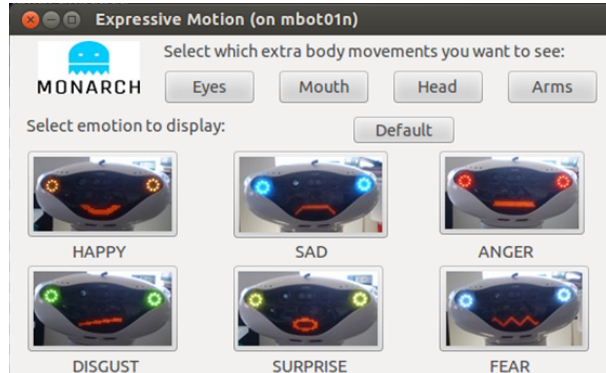 Expressive Motion (on mbot01n)
Select which extra body movements you want to see:
MONARCH
Eyes Mouth Head Arms
Select emotion to display:
Default
HAPPY SAD ANGER
DISGUST SURPRISE FEAR